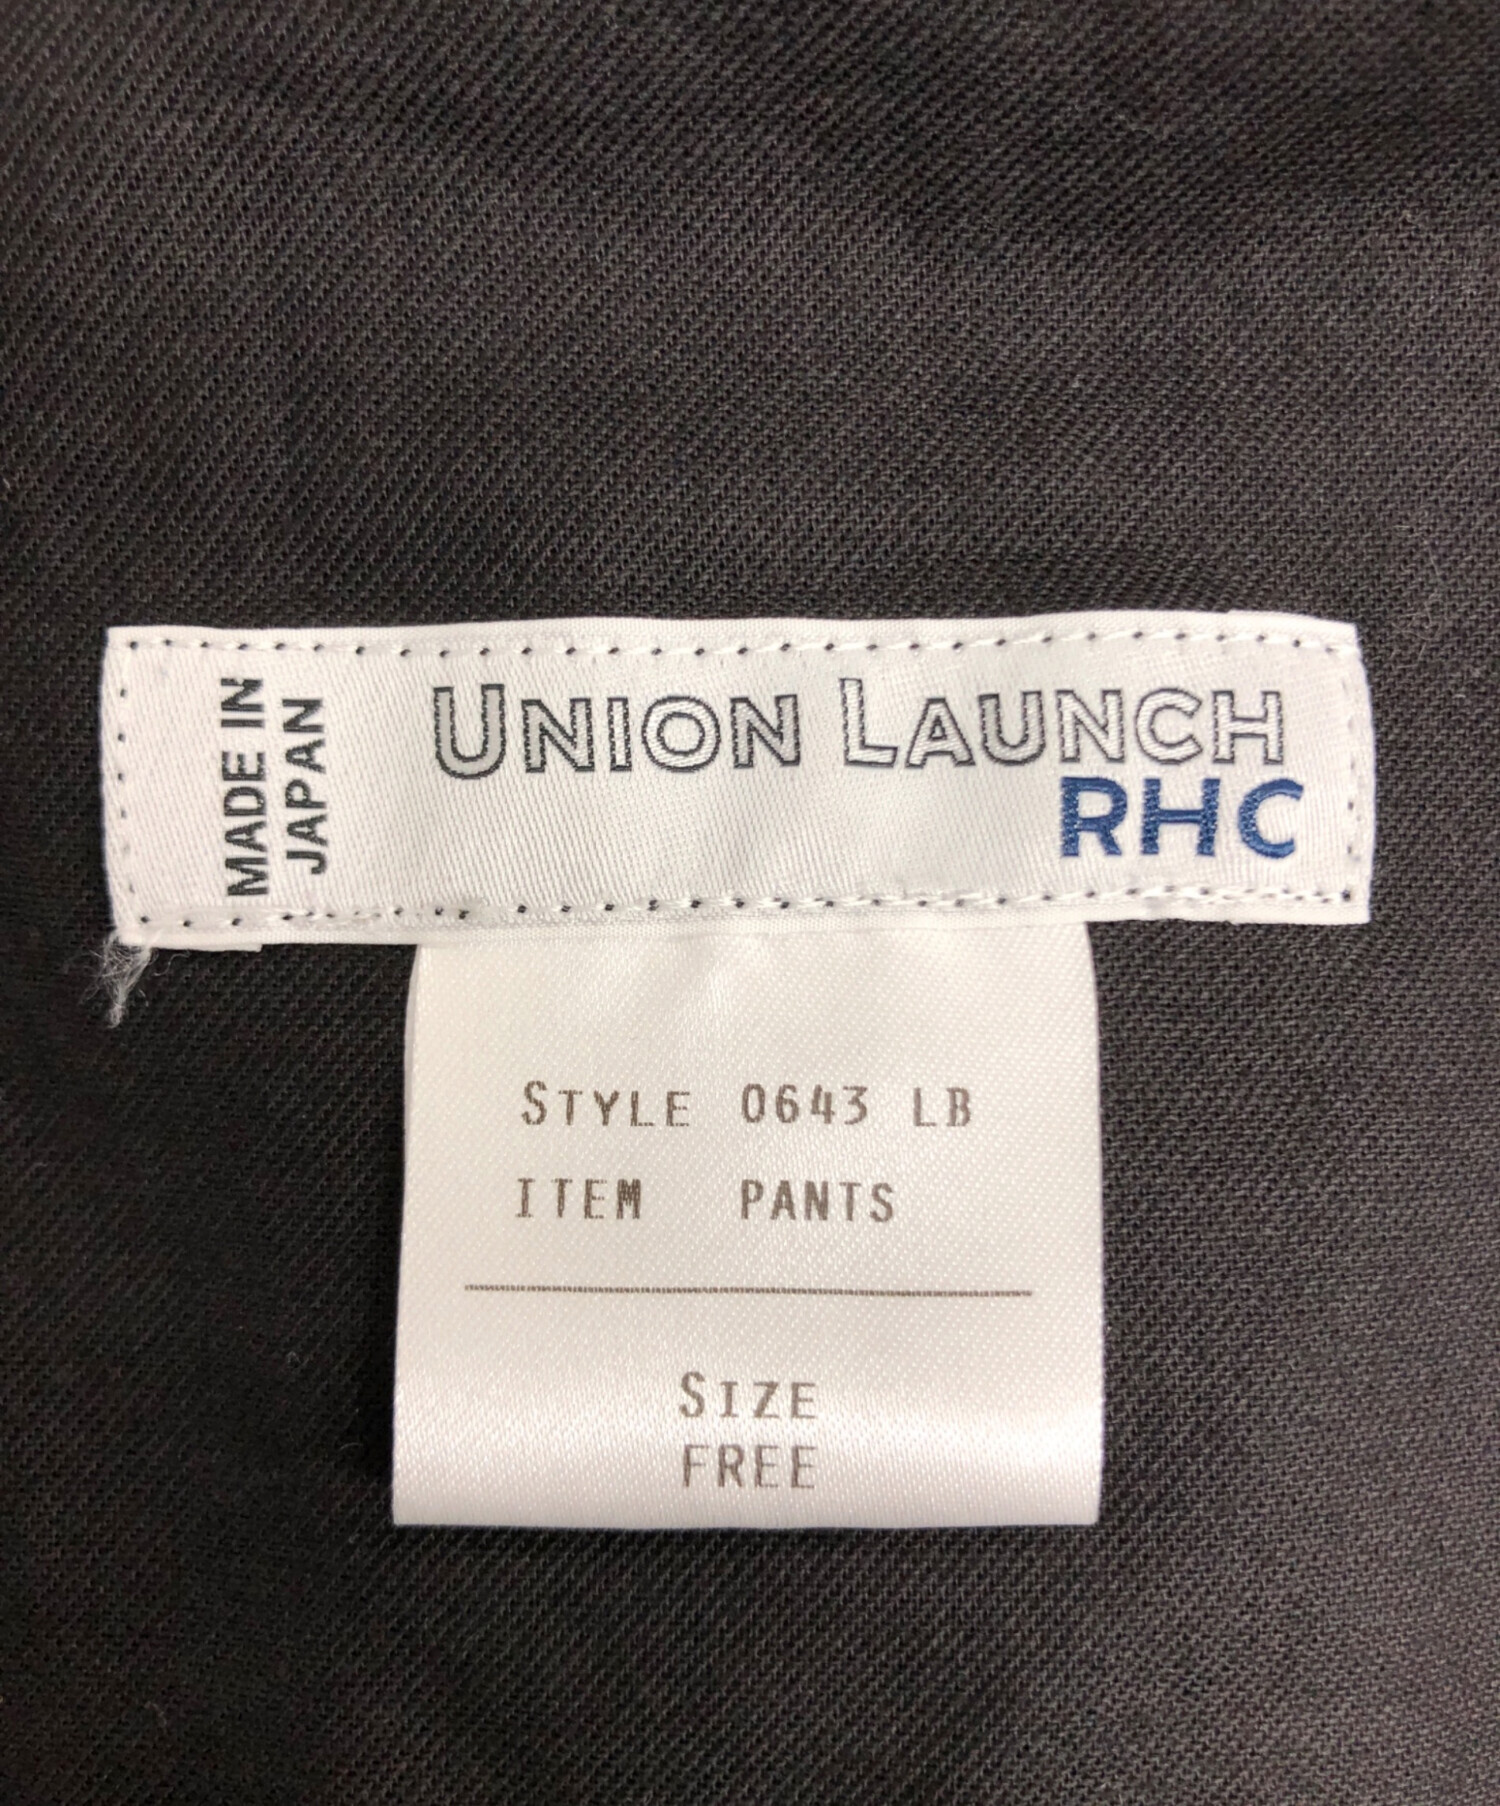 MADE IN
JAPAN
UNION LAUNCH
RHC
STYLE 0643 LB
ITEM PANTS
SIZE
FREE